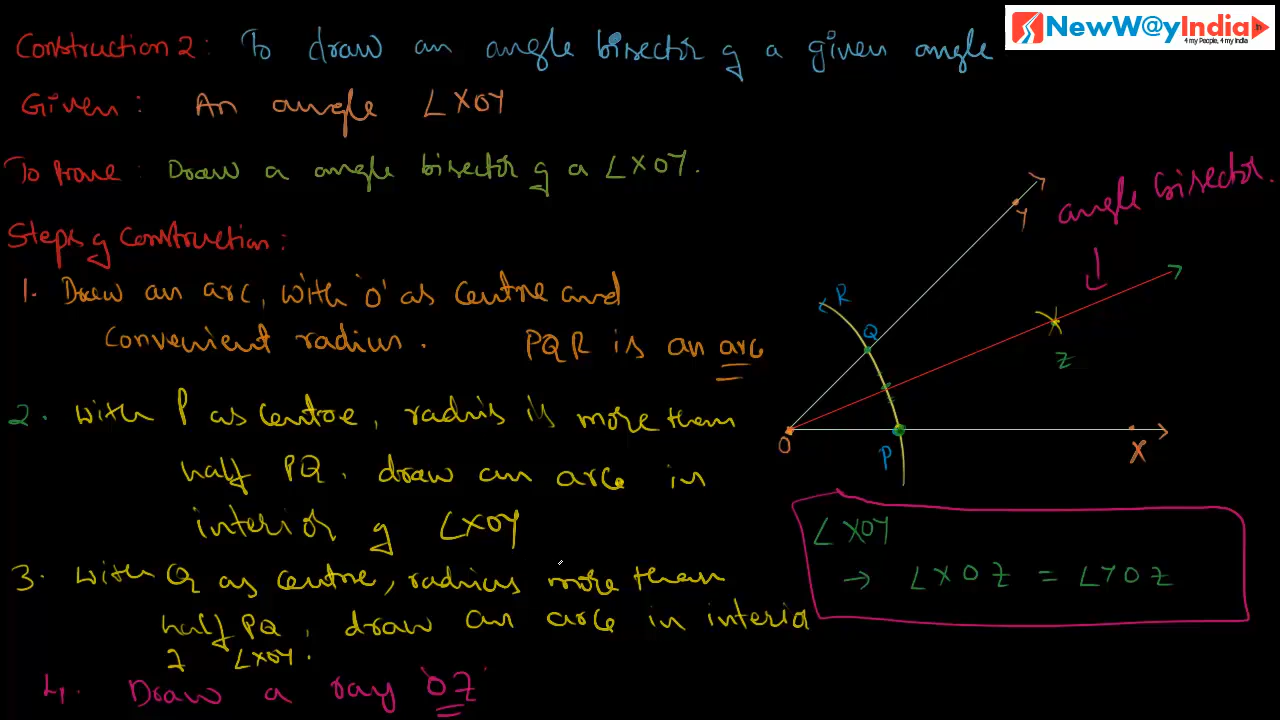 NewW@yIndia
4 my People, 4 my India
Construction 2 : To draw an angle bisector of a given angle
Given : An angle ∠XOY
To Prove : Draw a angle bisector of a ∠XOY.
Steps of Construction :
1. Draw an arc, with 'O' as centre and
convenient radius. PQR is an arc
2. with P as centre, radius is more then
half PQ. draw an arc in
interior of ∠XOY
3. with Q as centre, radius more then
half PQ, draw an arc in interior
of ∠XOY.
4. Draw a ray 'OZ'
angle bisector.
Y
R
Q
Z
O
P
X
∠XOY
→ ∠XOZ = ∠YOZ